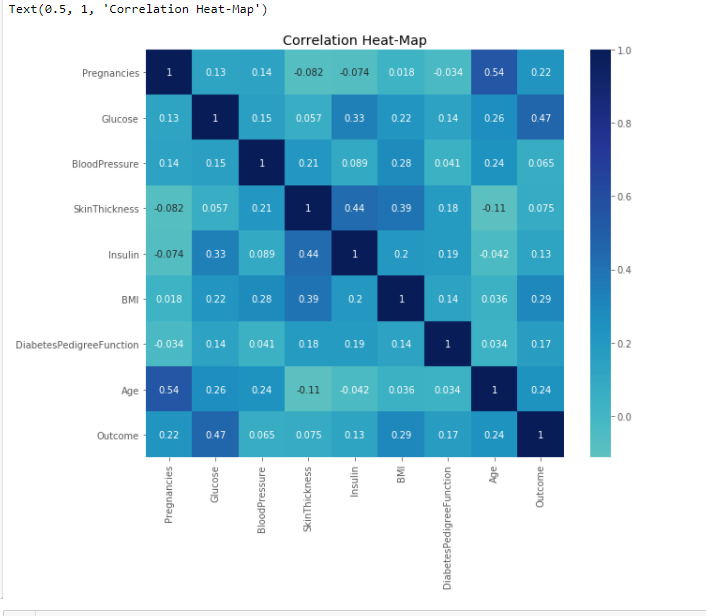 Text(0.5, 1, 'Correlation Heat-Map')
Correlation Heat-Map
Pregnancies 1 0.13 0.14 -0.082 -0.074 0.018 -0.034 0.54 0.22
Glucose 0.13 1 0.15 0.057 0.33 0.22 0.14 0.26 0.47
BloodPressure 0.14 0.15 1 0.21 0.089 0.28 0.041 0.24 0.065
SkinThickness -0.082 0.057 0.21 1 0.44 0.39 0.18 -0.11 0.075
Insulin -0.074 0.33 0.089 0.44 1 0.2 0.19 -0.042 0.13
BMI 0.018 0.22 0.28 0.39 0.2 1 0.14 0.036 0.29
DiabetesPedigreeFunction -0.034 0.14 0.041 0.18 0.19 0.14 1 0.034 0.17
Age 0.54 0.26 0.24 -0.11 -0.042 0.036 0.034 1 0.24
Outcome 0.22 0.47 0.065 0.075 0.13 0.29 0.17 0.24 1
Pregnancies
Glucose
BloodPressure
SkinThickness
Insulin
BMI
DiabetesPedigreeFunction
Age
Outcome
1.0
0.8
0.6
0.4
0.2
0.0